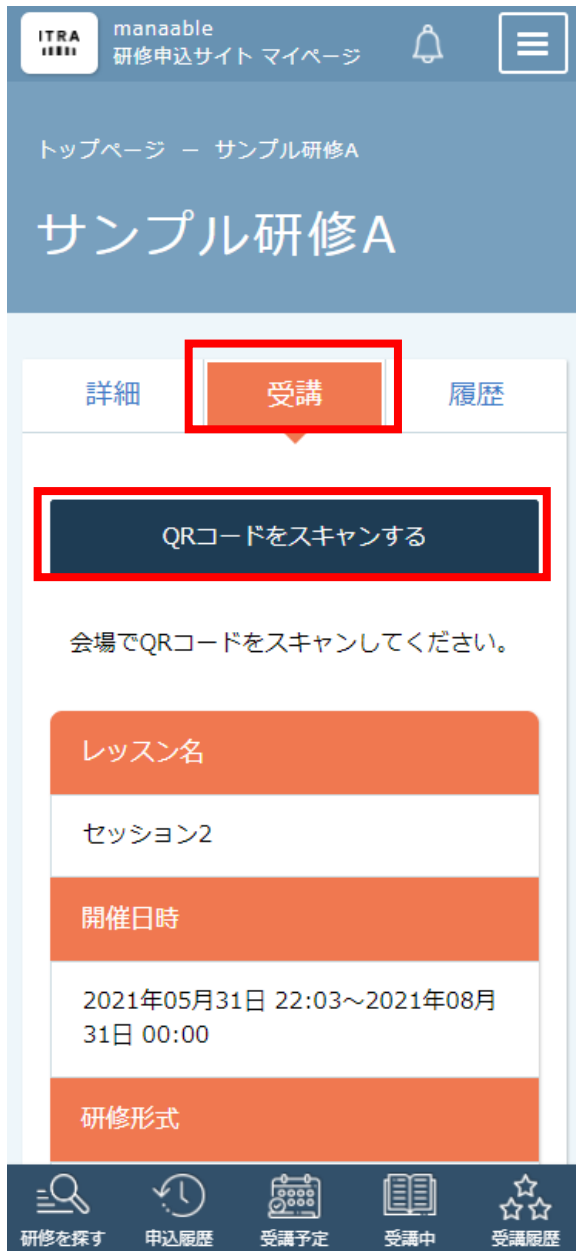 ITRA
manaable
研修申込サイト マイページ
トップページ － サンプル研修A
サンプル研修A
詳細
受講
履歴
QRコードをスキャンする
会場でQRコードをスキャンしてください。
レッスン名
セッション2
開催日時
2021年05月31日 22:03～2021年08月
31日 00:00
研修形式
研修を探す
申込履歴
受講予定
受講中
受講履歴